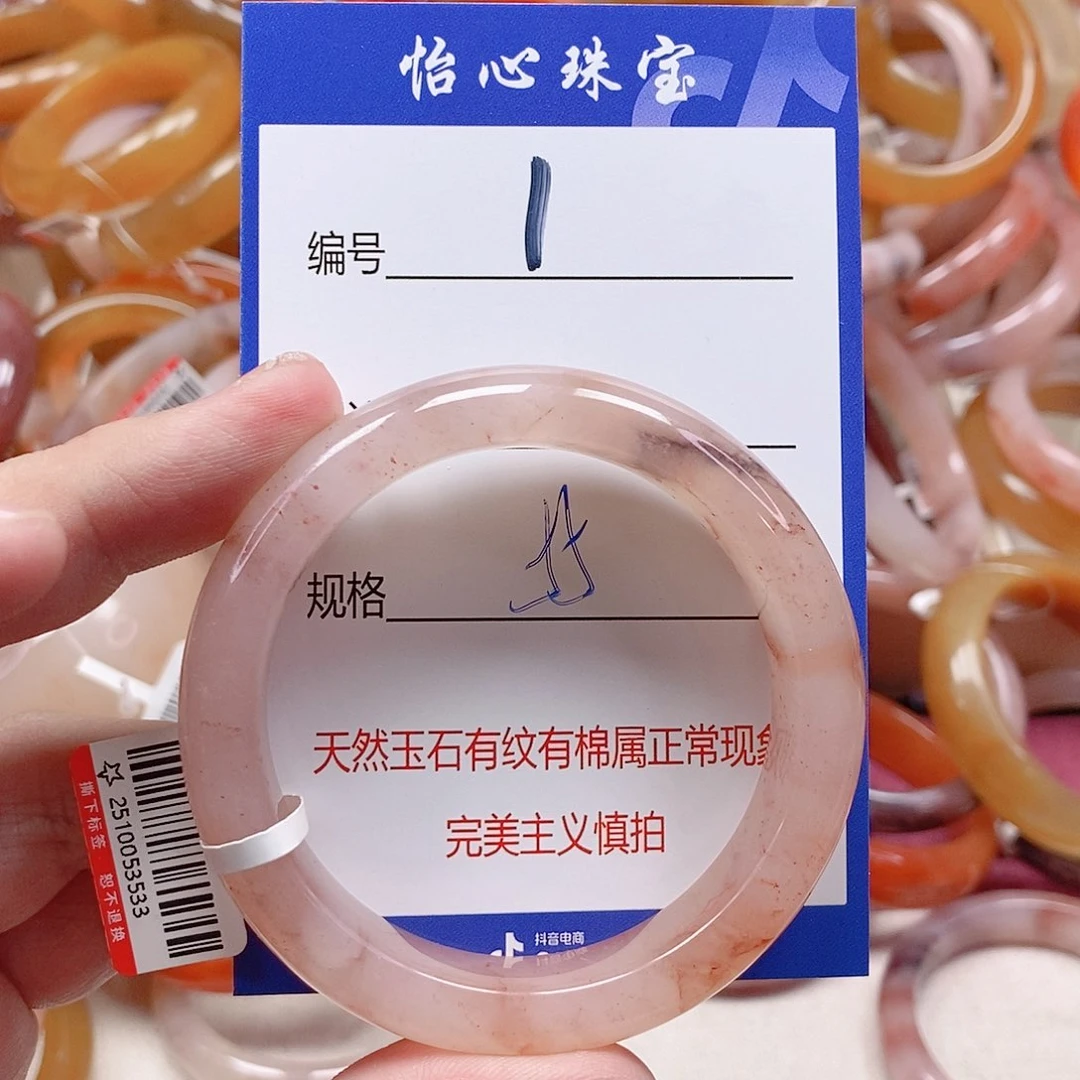 怡心珠宝
编号 1
规格
天然玉石有纹有棉属正常现象
完美主义慎拍
抖音电商
☆ 2510053533
撕下标签 恕不退换